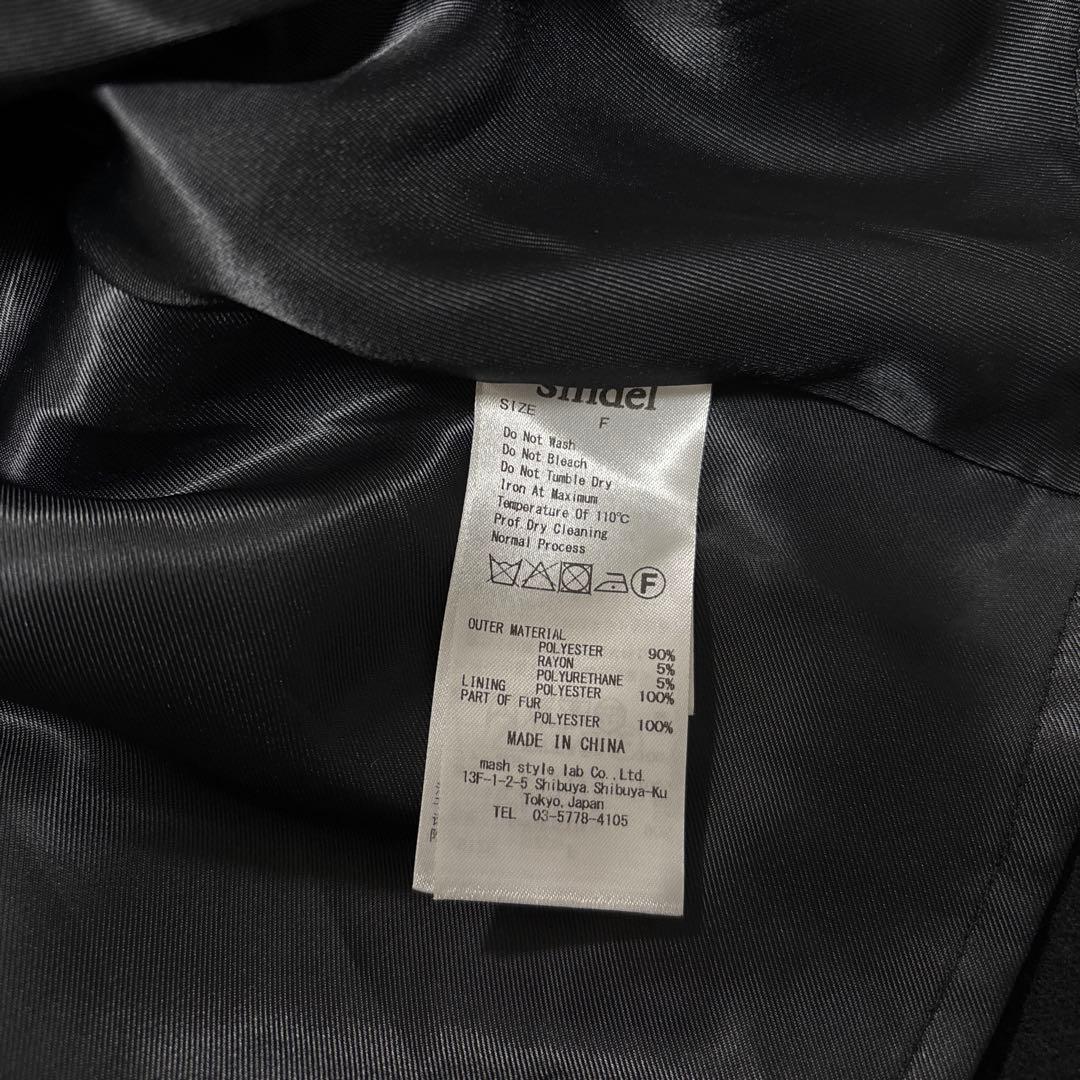 snidel
SIZE F
Do Not Wash
Do Not Bleach
Do Not Tumble Dry
Iron At Maximum
Temperature Of 110℃
Prof.Dry Cleaning
Normal Process
F
OUTER MATERIAL
POLYESTER 90%
RAYON 5%
POLYURETHANE 5%
LINING POLYESTER 100%
PART OF FUR
POLYESTER 100%
MADE IN CHINA
mash style lab Co.,Ltd.
13F-1-2-5 Shibuya.Shibuya-Ku
Tokyo,Japan
TEL 03-5778-4105